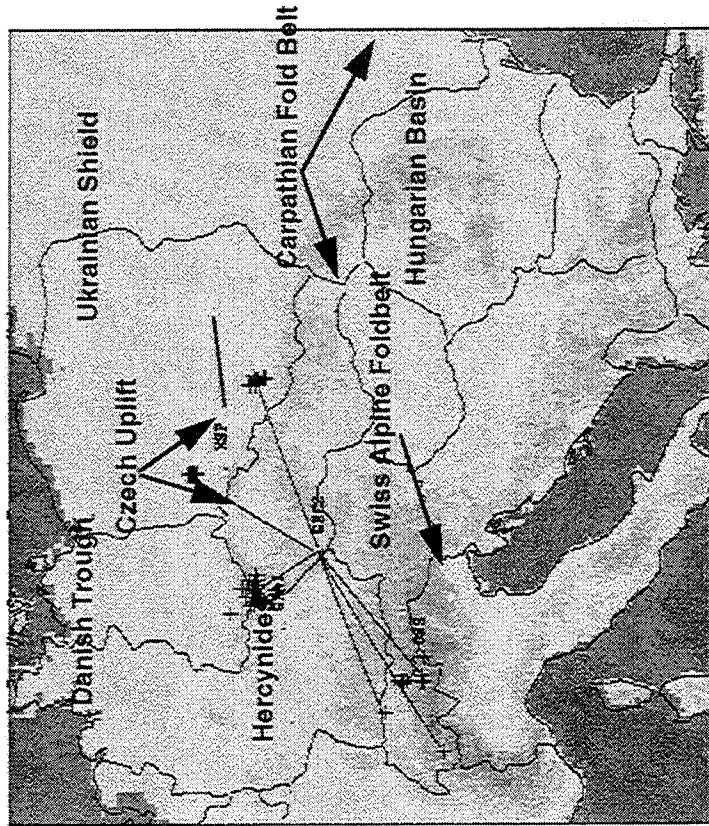 Ukrainian Shield
Carpathian Fold Belt
Czech Uplift
Danish Trough
Hercynides
Swiss Alpine Foldbelt
Hungarian Basin